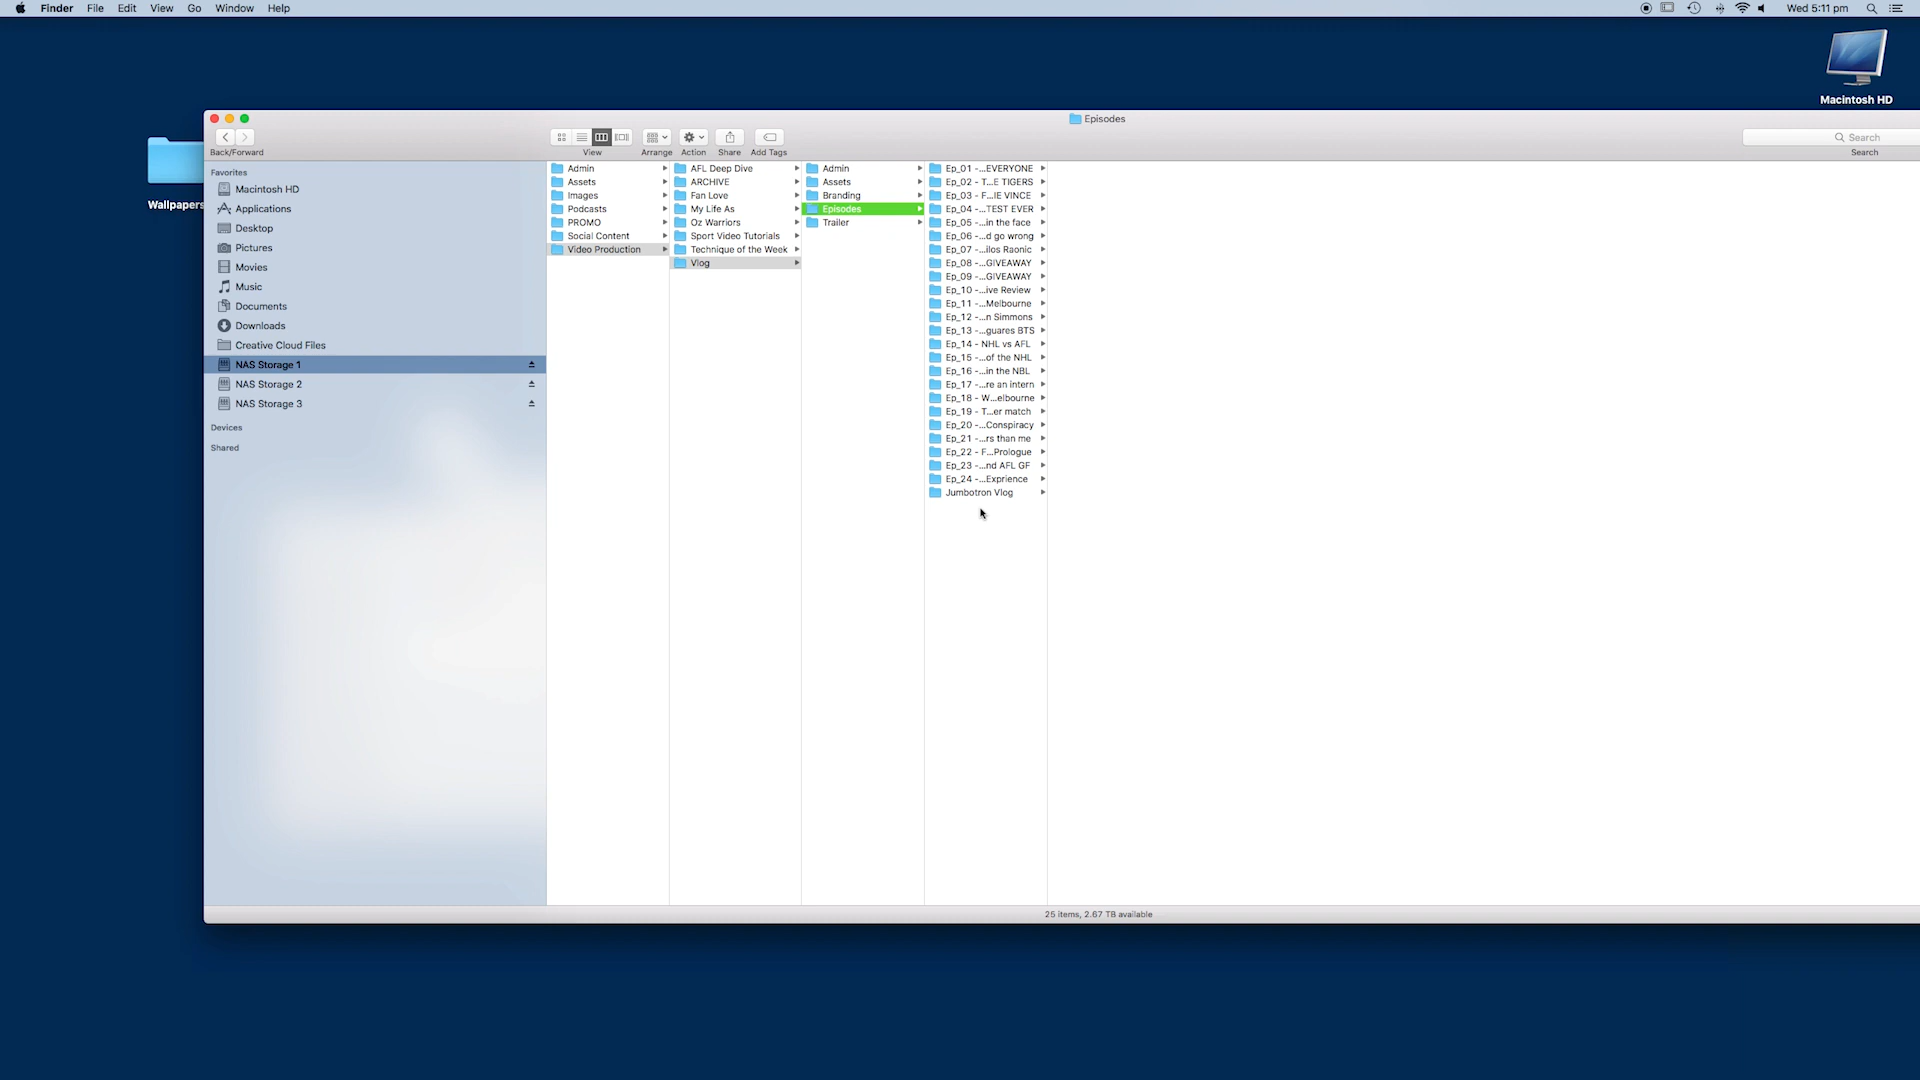 Finder File Edit View Go Window Help
Wed 5:11 pm
Macintosh HD
Wallpapers
Episodes
Back/Forward
View
Arrange
Action
Share
Add Tags
Search
Search
Favorites
Macintosh HD
Applications
Desktop
Pictures
Movies
Music
Documents
Downloads
Creative Cloud Files
NAS Storage 1
NAS Storage 2
NAS Storage 3
Devices
Shared
Admin
Assets
Images
Podcasts
PROMO
Social Content
Video Production
AFL Deep Dive
ARCHIVE
Fan Love
My Life As
Oz Warriors
Sport Video Tutorials
Technique of the Week
Vlog
Admin
Assets
Branding
Episodes
Trailer
Ep_01 -...EVERYONE
Ep_02 - T...E TIGERS
Ep_03 - F...IE VINCE
Ep_04 -...TEST EVER
Ep_05 -...in the face
Ep_06 -...d go wrong
Ep_07 -...ilos Raonic
Ep_08 -...GIVEAWAY
Ep_09 -...GIVEAWAY
Ep_10 -...ive Review
Ep_11 -...Melbourne
Ep_12 -...n Simmons
Ep_13 -...guares BTS
Ep_14 - NHL vs AFL
Ep_15 -...of the NHL
Ep_16 -...in the NBL
Ep_17 -...re an intern
Ep_18 - W...elbourne
Ep_19 - T...er match
Ep_20 -...Conspiracy
Ep_21 -...rs than me
Ep_22 - F...Prologue
Ep_23 -...nd AFL GF
Ep_24 -...Exprience
Jumbotron Vlog
25 items, 2.67 TB available